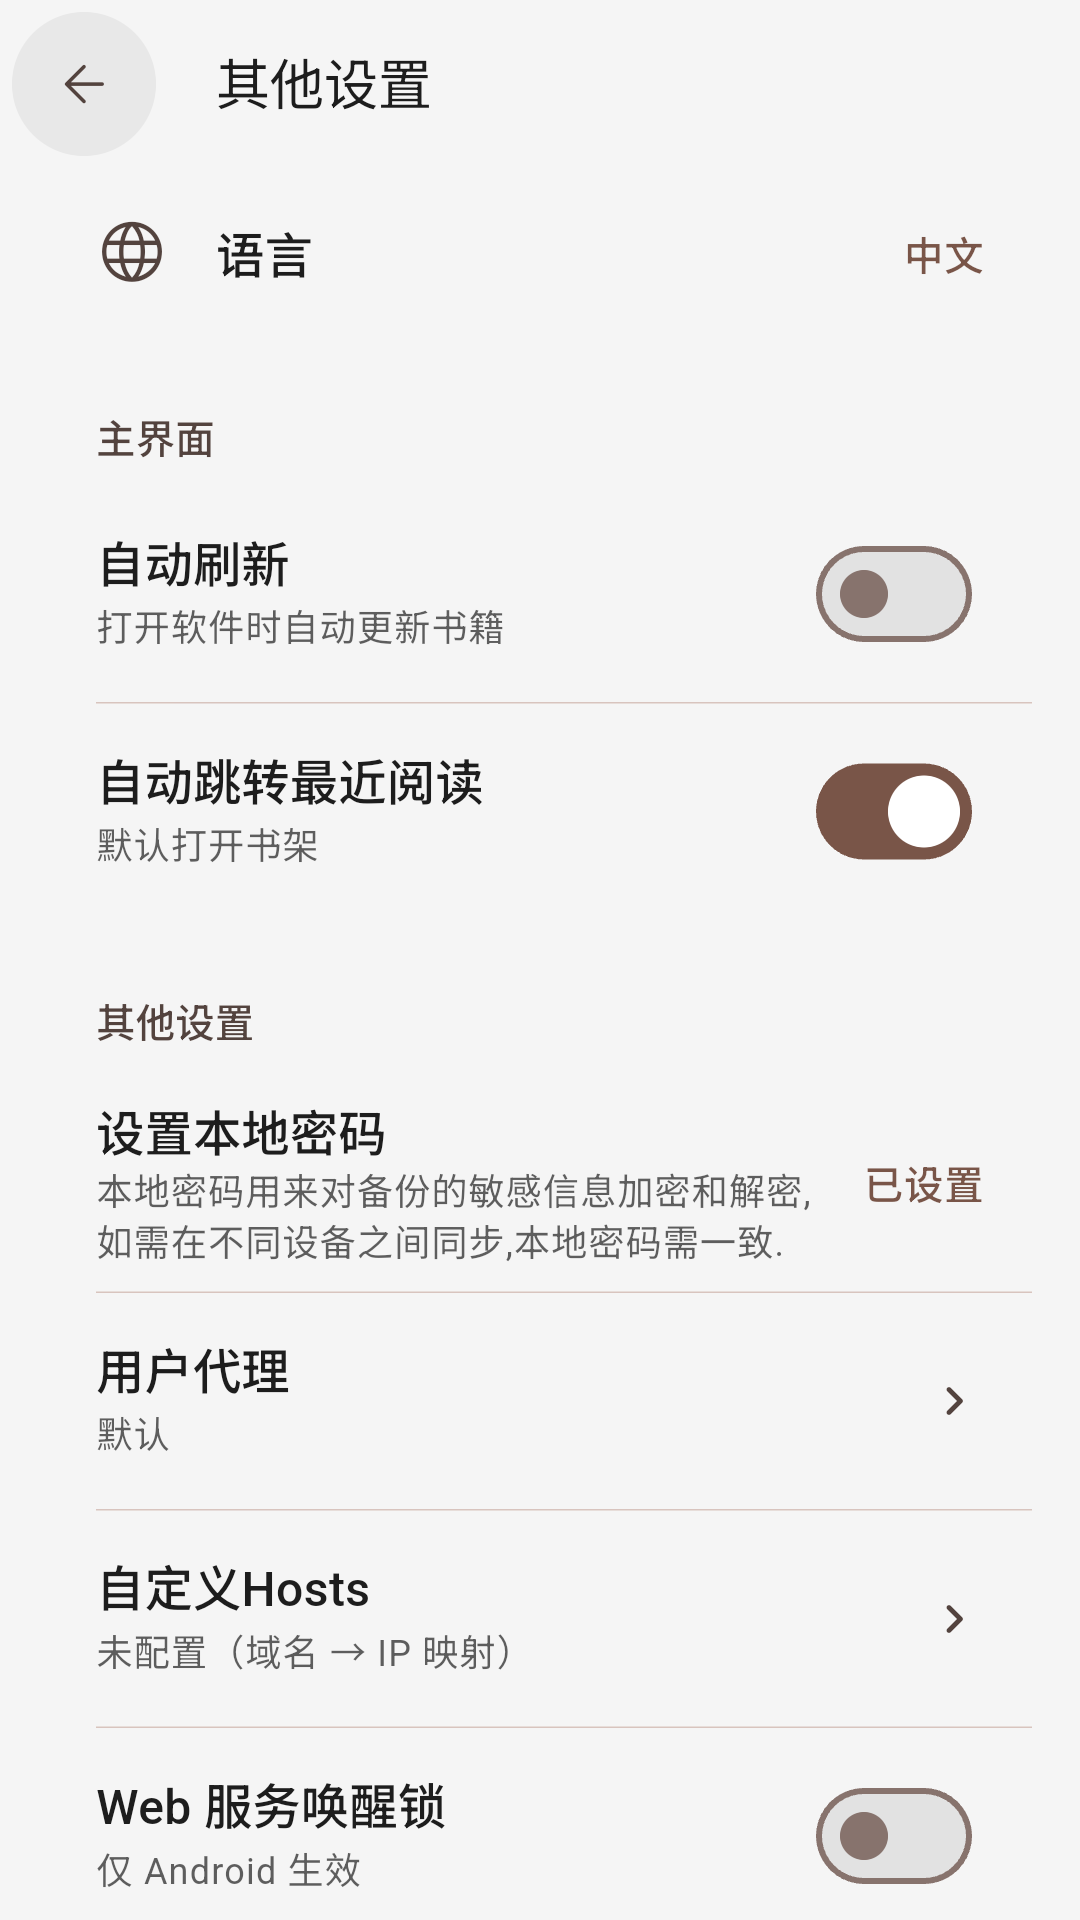 其他设置
语言
中文
主界面
自动刷新
打开软件时自动更新书籍
自动跳转最近阅读
默认打开书架
其他设置
设置本地密码
本地密码用来对备份的敏感信息加密和解密,
如需在不同设备之间同步,本地密码需一致.
已设置
用户代理
默认
自定义Hosts
未配置（域名 → IP 映射）
Web 服务唤醒锁
仅 Android 生效